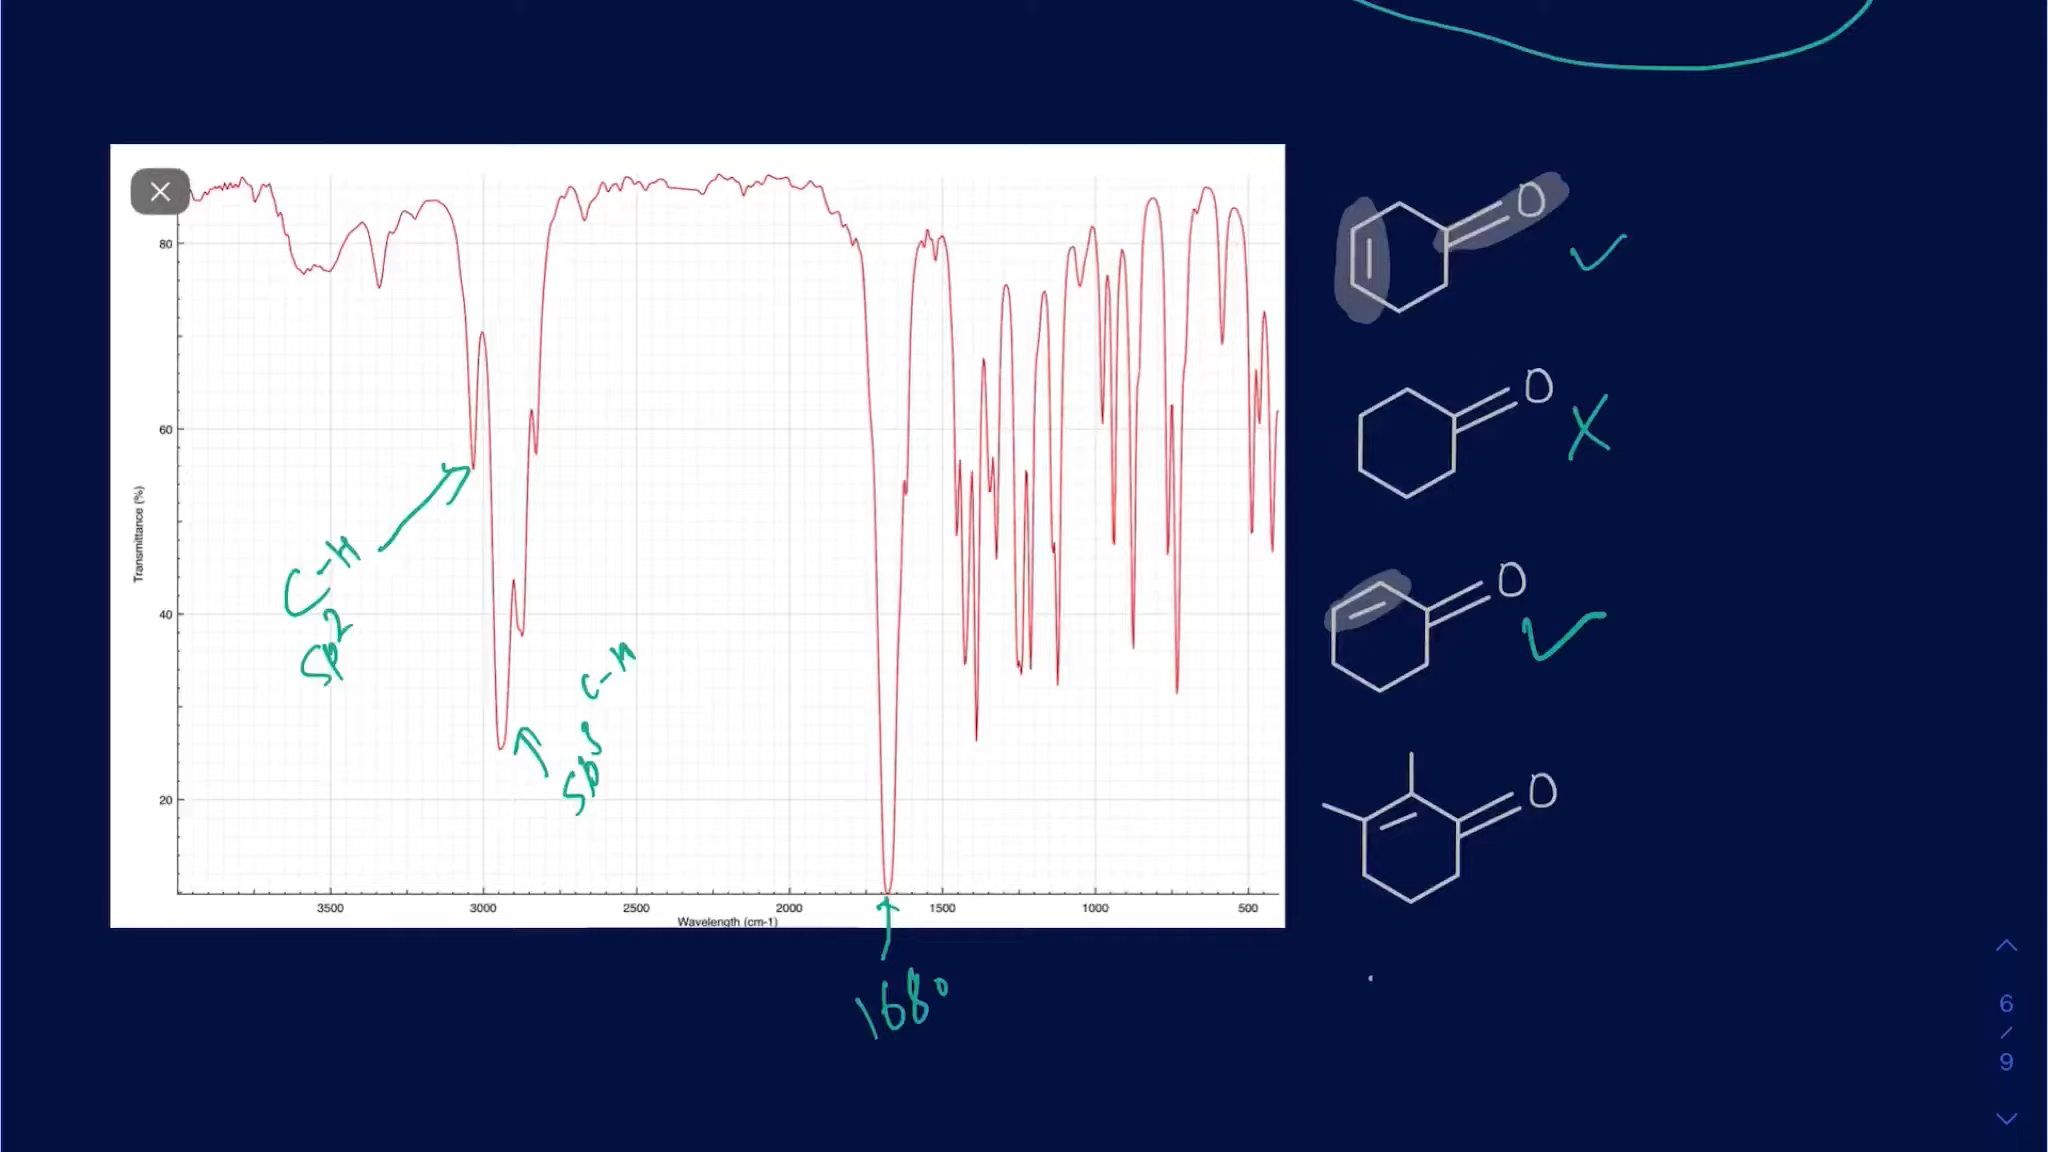 80
60
40
20
Transmittance (%)
3500 3000 2500 2000 1500 1000 500
Wavelength (cm-1)
C-H
sp2
C-H
sp3
1680
O
O
O
O
6
/
9